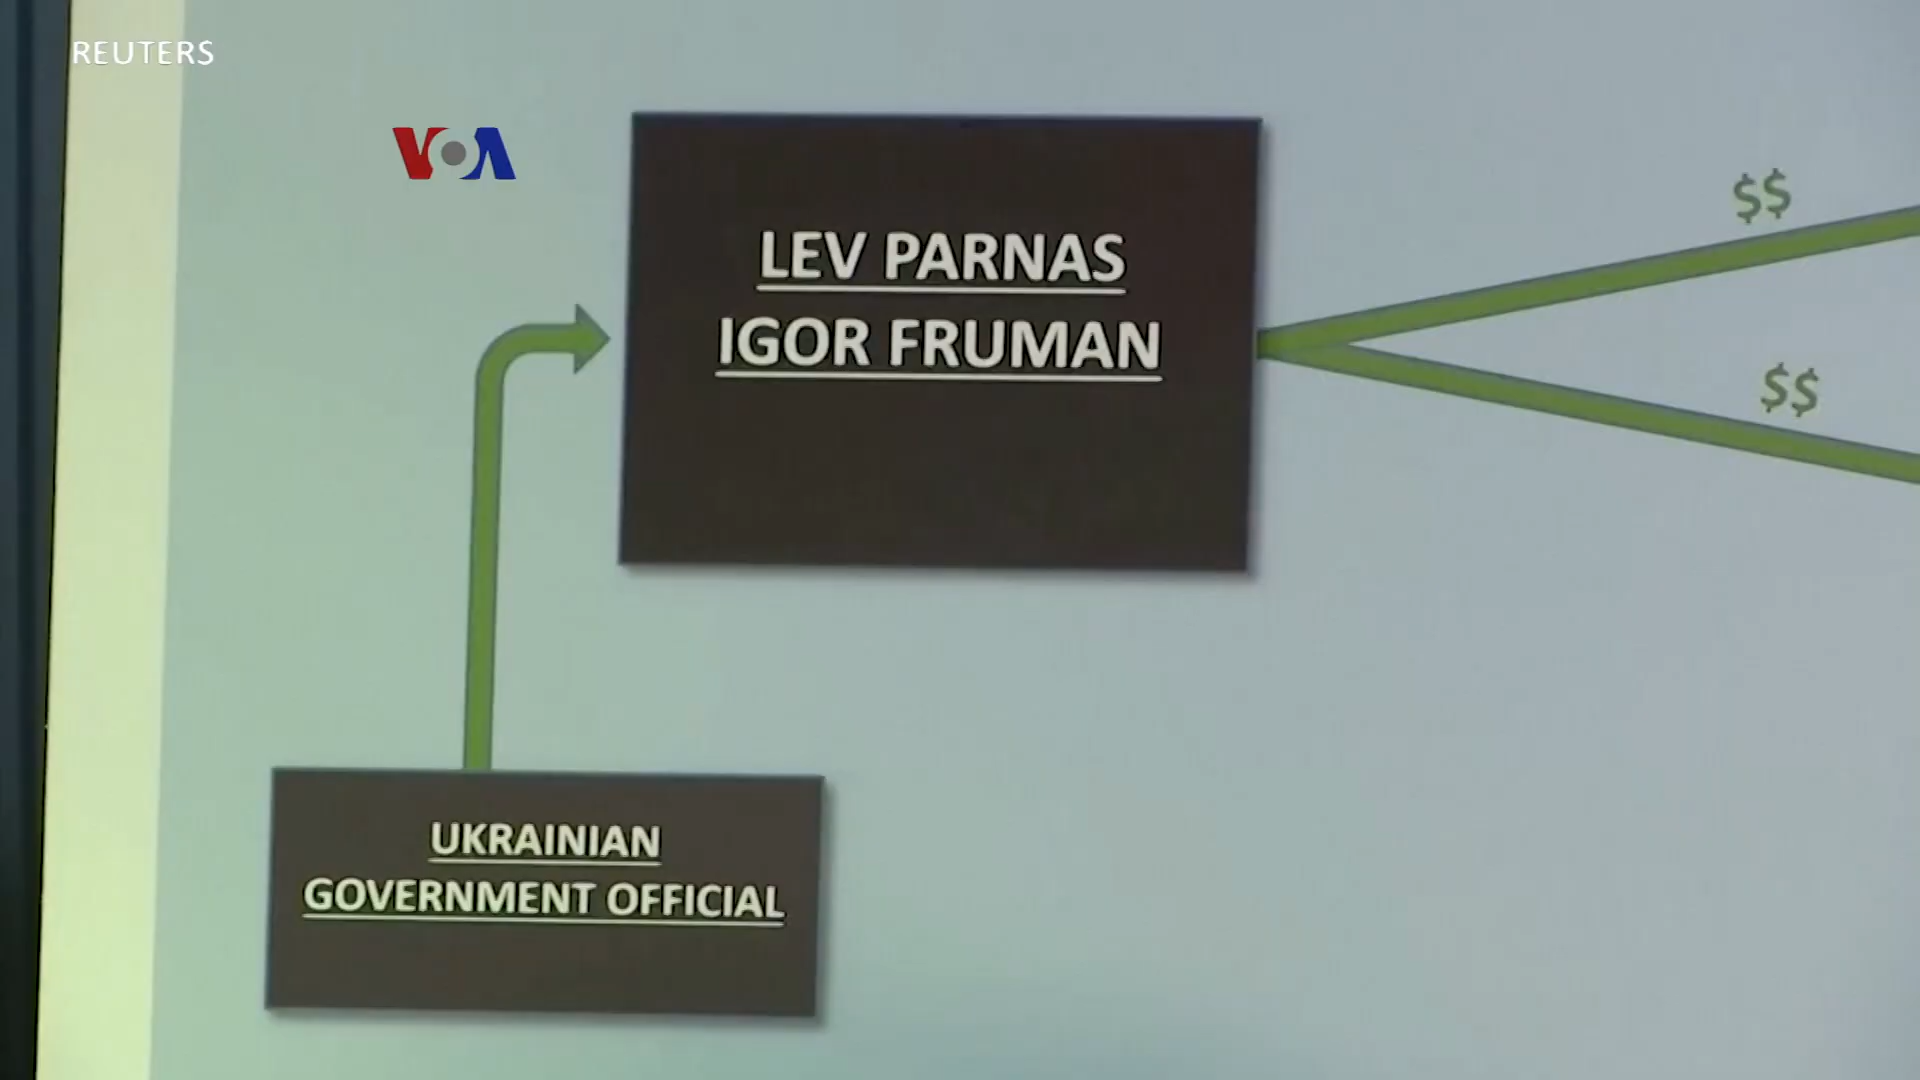 REUTERS
VOA
LEV PARNAS
IGOR FRUMAN
$$
$$
UKRAINIAN
GOVERNMENT OFFICIAL